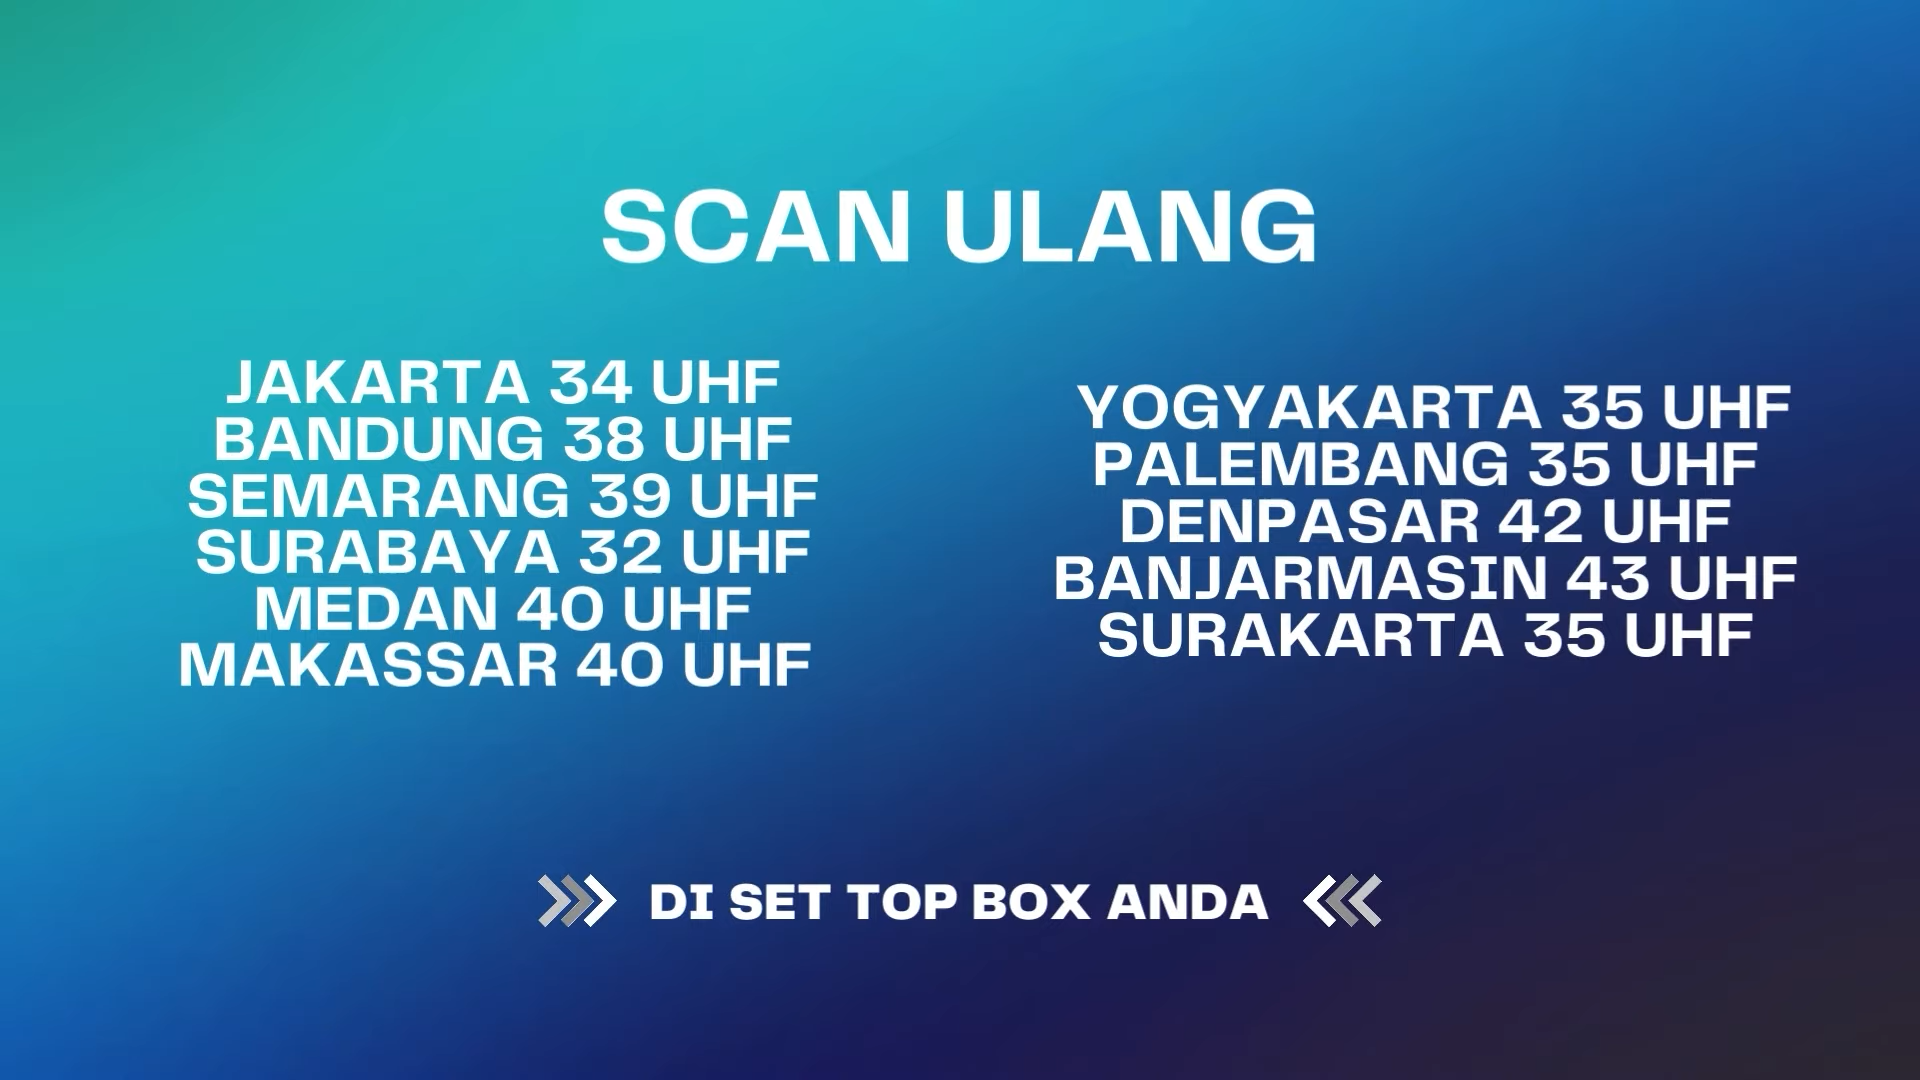 SCAN ULANG
JAKARTA 34 UHF
BANDUNG 38 UHF
SEMARANG 39 UHF
SURABAYA 32 UHF
MEDAN 40 UHF
MAKASSAR 40 UHF
YOGYAKARTA 35 UHF
PALEMBANG 35 UHF
DENPASAR 42 UHF
BANJARMASIN 43 UHF
SURAKARTA 35 UHF
DI SET TOP BOX ANDA